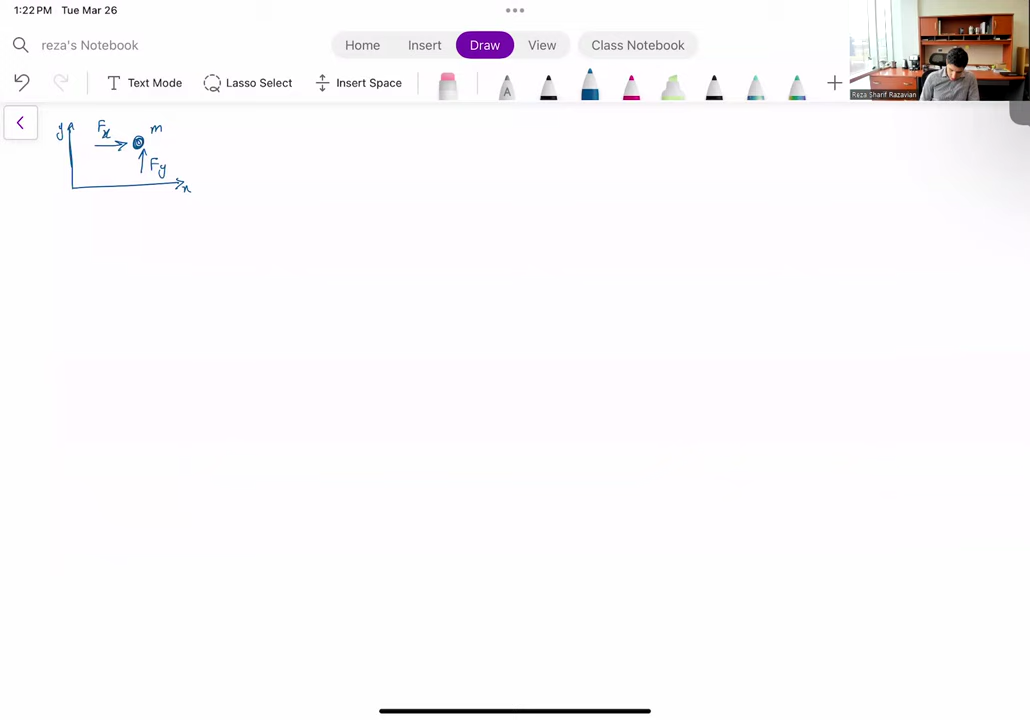 1:22 PM Tue Mar 26
reza's Notebook
Home Insert Draw View Class Notebook
Text Mode Lasso Select Insert Space
A
Reza Sharif Razavian
y Fx m
Fy
x